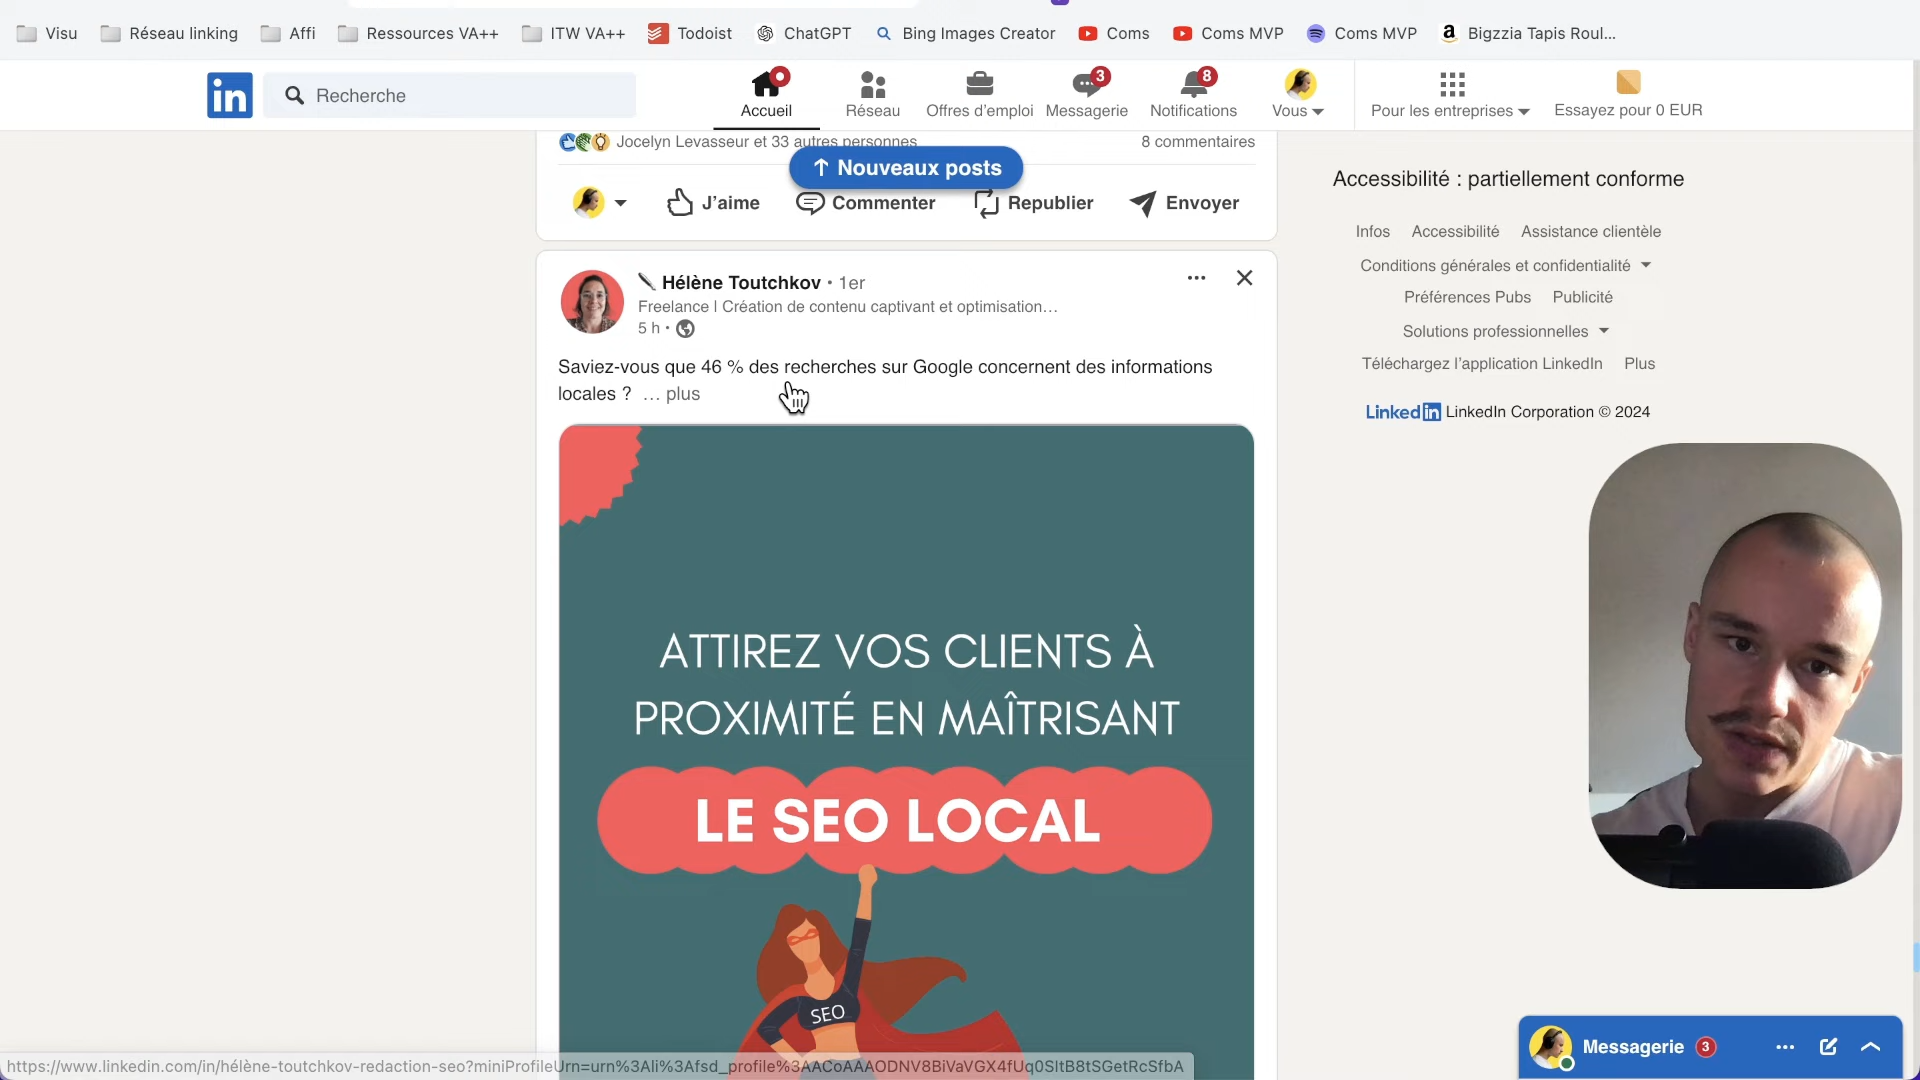 Visu Réseau linking Affi Ressources VA++ ITW VA++ Todoist ChatGPT Bing Images Creator Coms Coms MVP Coms MVP Bigzzia Tapis Roul...
in Recherche
Accueil Réseau Offres d'emploi 3 Messagerie 8 Notifications Vous Pour les entreprises Essayez pour 0 EUR
Jocelyn Levasseur et 33 autres personnes 8 commentaires
↑ Nouveaux posts
J'aime Commenter Republier Envoyer
Hélène Toutchkov • 1er
Freelance | Création de contenu captivant et optimisation…
5 h •
Saviez-vous que 46 % des recherches sur Google concernent des informations
locales ? … plus
ATTIREZ VOS CLIENTS À
PROXIMITÉ EN MAÎTRISANT
LE SEO LOCAL
SEO
Accessibilité : partiellement conforme
Infos Accessibilité Assistance clientèle
Conditions générales et confidentialité
Préférences Pubs Publicité
Solutions professionnelles
Téléchargez l'application LinkedIn Plus
LinkedIn LinkedIn Corporation © 2024
Messagerie 3
https://www.linkedin.com/in/hélène-toutchkov-redaction-seo?miniProfileUrn=urn%3Ali%3Afsd_profile%3AACoAAAODNV8BiVaVGX4fUq0SItB8tSGetRcSfbA